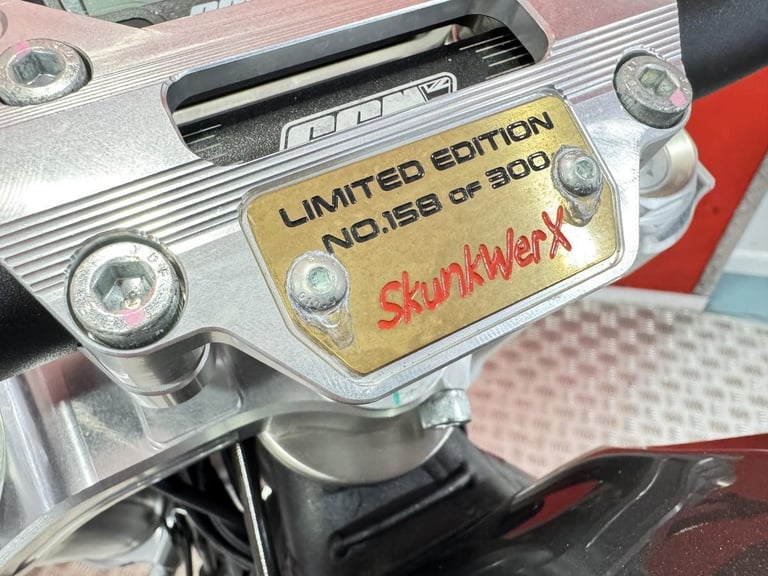 LIMITED EDITION
NO.158 OF 300
SkunkWerX